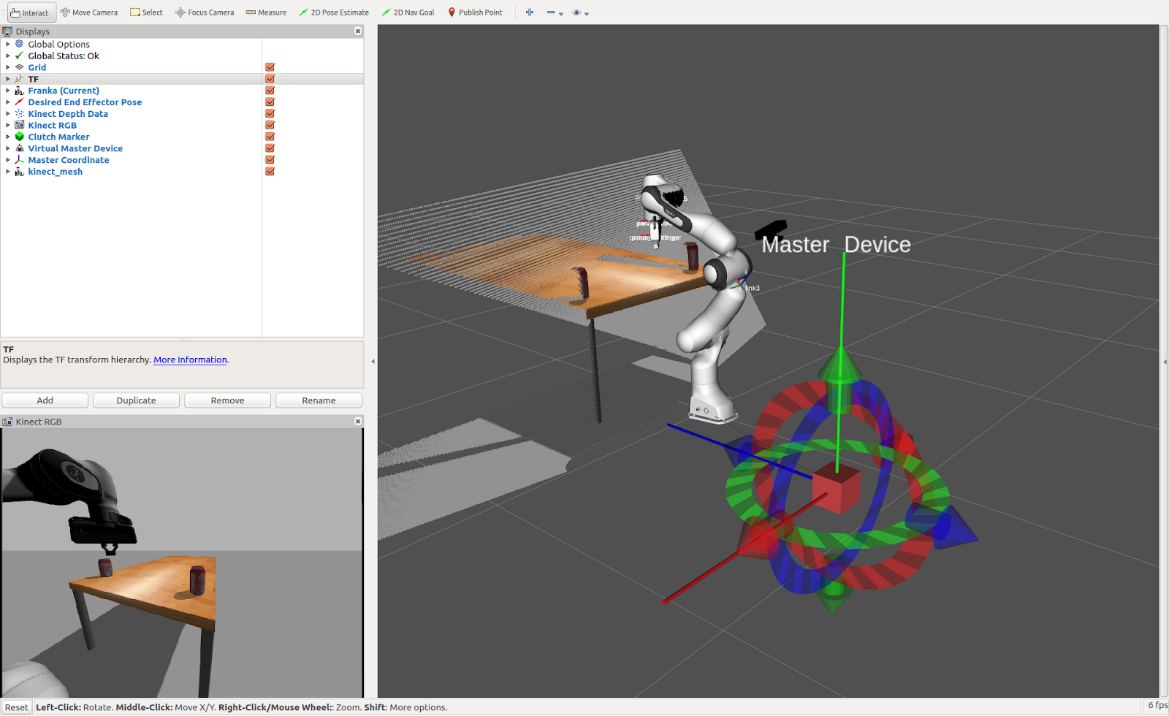 Interact Move Camera Select Focus Camera Measure 2D Pose Estimate 2D Nav Goal Publish Point
Displays
Global Options
Global Status: Ok
Grid
TF
Franka (Current)
Desired End Effector Pose
Kinect Depth Data
Kinect RGB
Clutch Marker
Virtual Master Device
Master Coordinate
kinect_mesh
TF
Displays the TF transform hierarchy. More Information.
Add Duplicate Remove Rename
Kinect RGB
Master Device
link3
Reset Left-Click: Rotate. Middle-Click: Move X/Y. Right-Click/Mouse Wheel:: Zoom. Shift: More options. 6 fps